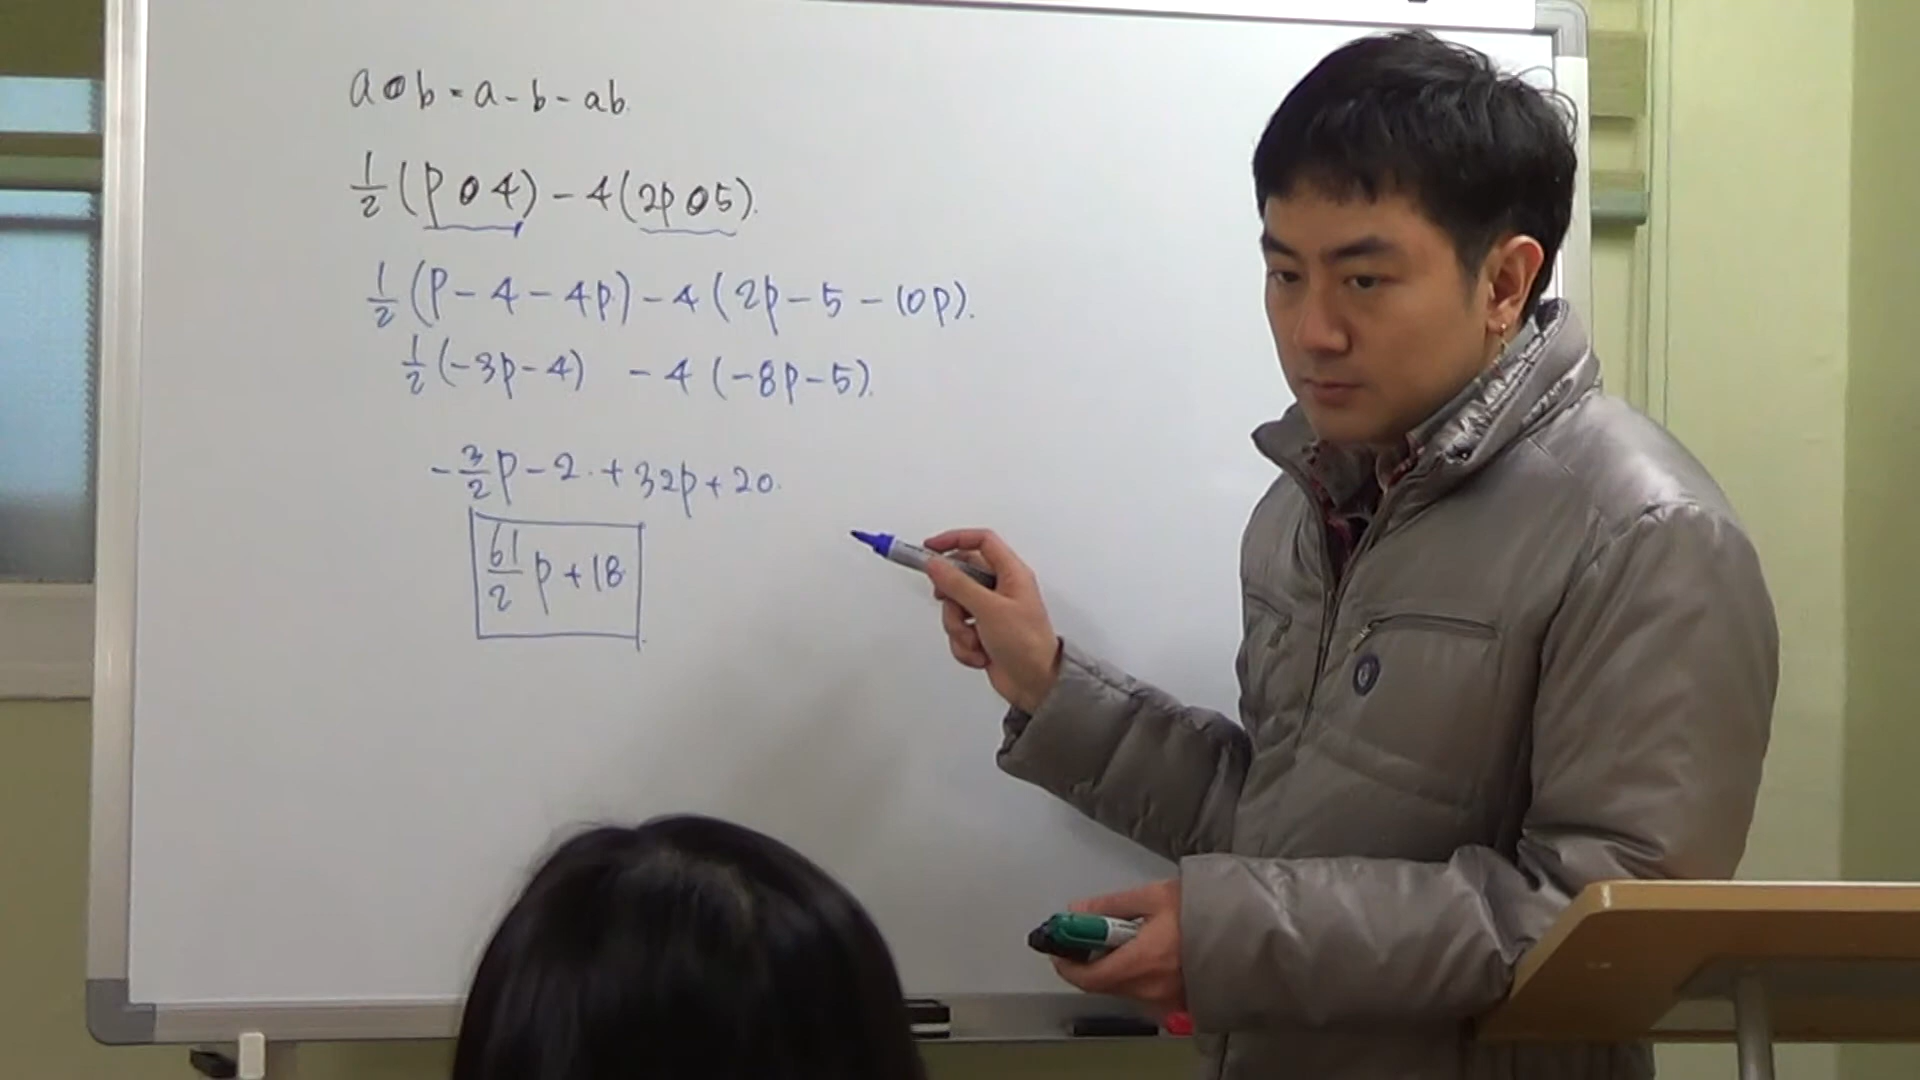 a∘b = a - b - ab.
1/2 (p∘4) - 4(2p∘5).
1/2 (p - 4 - 4p) - 4 (2p - 5 - 10p).
1/2 (-3p - 4) - 4 (-8p - 5).
-3/2 p - 2. + 32p + 20.
61/2 p + 18